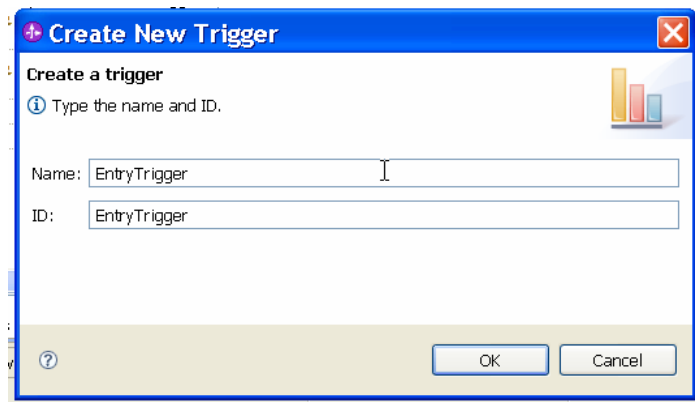 Create New Trigger
Create a trigger
Type the name and ID.
Name: EntryTrigger
ID: EntryTrigger
OK Cancel